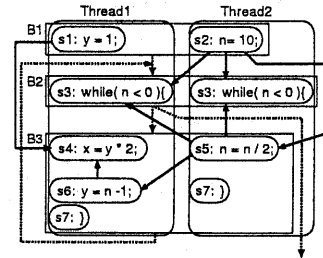 Thread1 Thread2
B1
s1: y = 1; s2: n= 10;
B2
s3: while( n < 0 ){ s3: while( n < 0 ){
B3
s4: x = y * 2; s5: n = n / 2;
s6: y = n -1; s7: }
s7: }